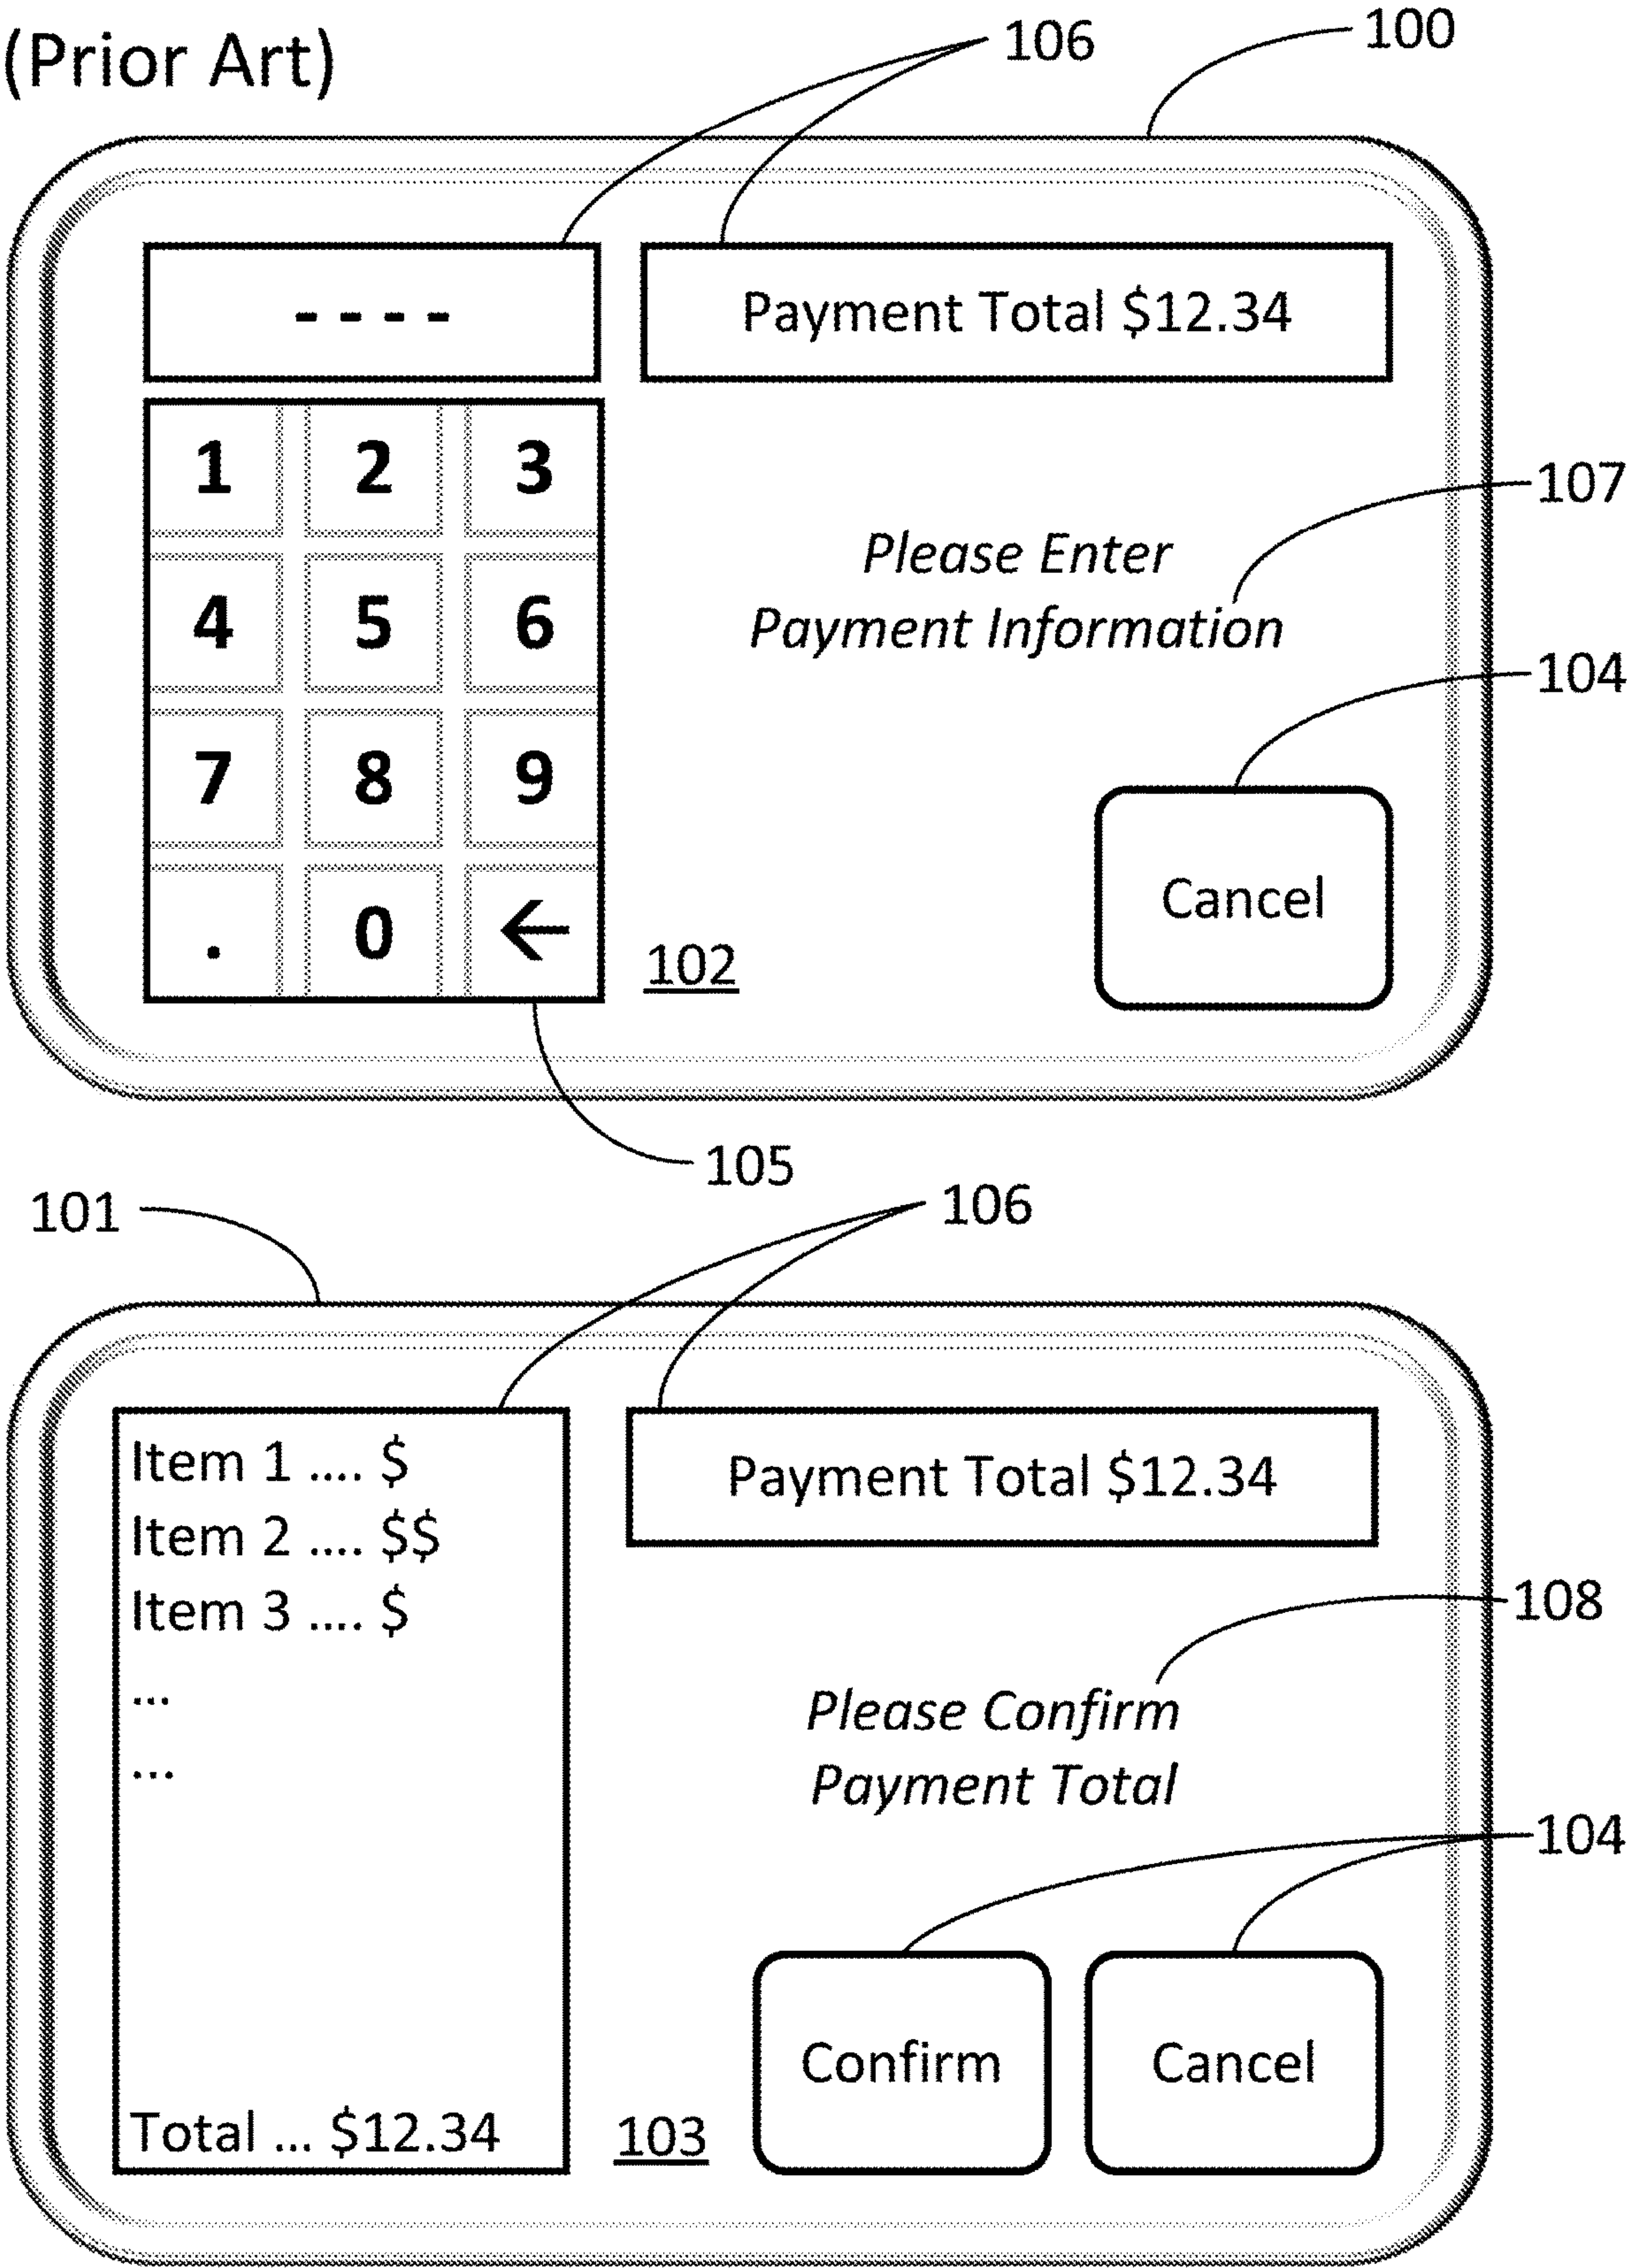 (Prior Art)
106
100
- - - -
Payment Total $12.34
1 2 3
107
Please Enter
Payment Information
4 5 6
104
7 8 9
Cancel
. 0 ←
102
105
101
106
Item 1 .... $
Payment Total $12.34
Item 2 .... $$
Item 3 .... $
108
...
Please Confirm
...
Payment Total
104
Confirm
Cancel
Total ... $12.34
103